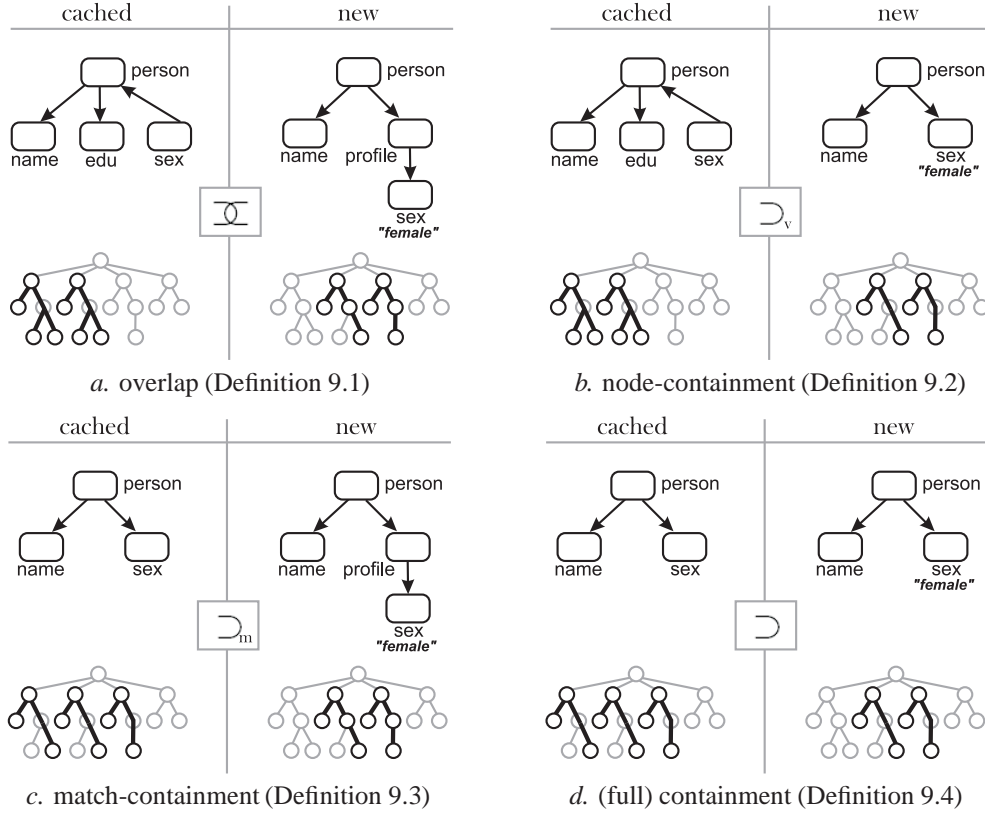 cached new
person person
name edu sex name profile
sex
"female"
⊃⊂
a. overlap (Definition 9.1)
cached new
person person
name edu sex name sex
"female"
⊃v
b. node-containment (Definition 9.2)
cached new
person person
name sex name profile
sex
"female"
⊃m
c. match-containment (Definition 9.3)
cached new
person person
name sex name sex
"female"
⊃
d. (full) containment (Definition 9.4)